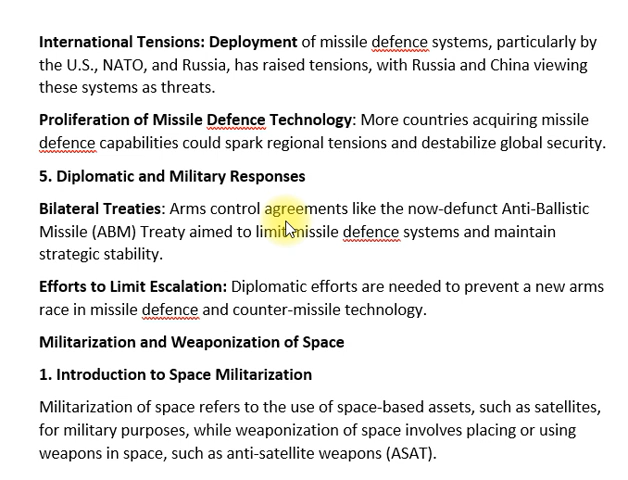 International Tensions: Deployment of missile defence systems, particularly by
the U.S., NATO, and Russia, has raised tensions, with Russia and China viewing
these systems as threats.
Proliferation of Missile Defence Technology: More countries acquiring missile
defence capabilities could spark regional tensions and destabilize global security.
5. Diplomatic and Military Responses
Bilateral Treaties: Arms control agreements like the now-defunct Anti-Ballistic
Missile (ABM) Treaty aimed to limit missile defence systems and maintain
strategic stability.
Efforts to Limit Escalation: Diplomatic efforts are needed to prevent a new arms
race in missile defence and counter-missile technology.
Militarization and Weaponization of Space
1. Introduction to Space Militarization
Militarization of space refers to the use of space-based assets, such as satellites,
for military purposes, while weaponization of space involves placing or using
weapons in space, such as anti-satellite weapons (ASAT).